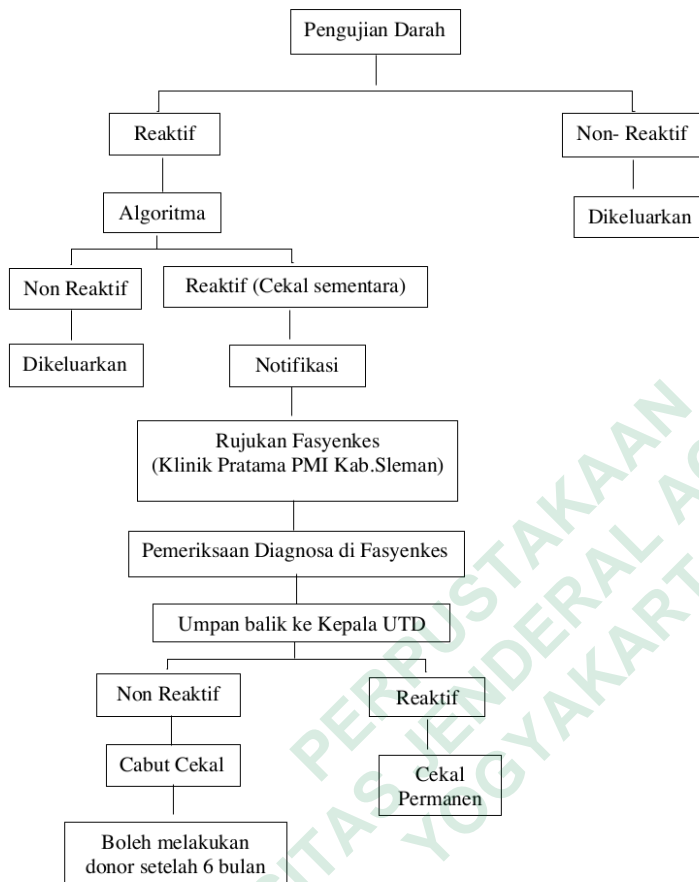 Pengujian Darah
Reaktif
Non- Reaktif
Algoritma
Dikeluarkan
Non Reaktif
Reaktif (Cekal sementara)
Dikeluarkan
Notifikasi
Rujukan Fasyenkes
(Klinik Pratama PMI Kab.Sleman)
Pemeriksaan Diagnosa di Fasyenkes
Umpan balik ke Kepala UTD
Non Reaktif
Reaktif
Cabut Cekal
Cekal
Permanen
Boleh melakukan
donor setelah 6 bulan
PERPUSTAKAAN
JENDERAL